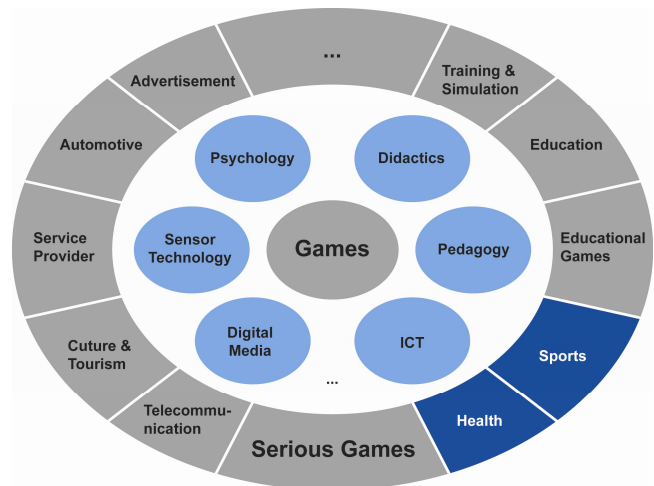 ...
Advertisement
Training &
Simulation
Automotive
Education
Psychology
Didactics
Service
Provider
Sensor
Technology
Games
Pedagogy
Educational
Games
Digital
Media
ICT
Cuture &
Tourism
Sports
...
Telecommu-
nication
Health
Serious Games